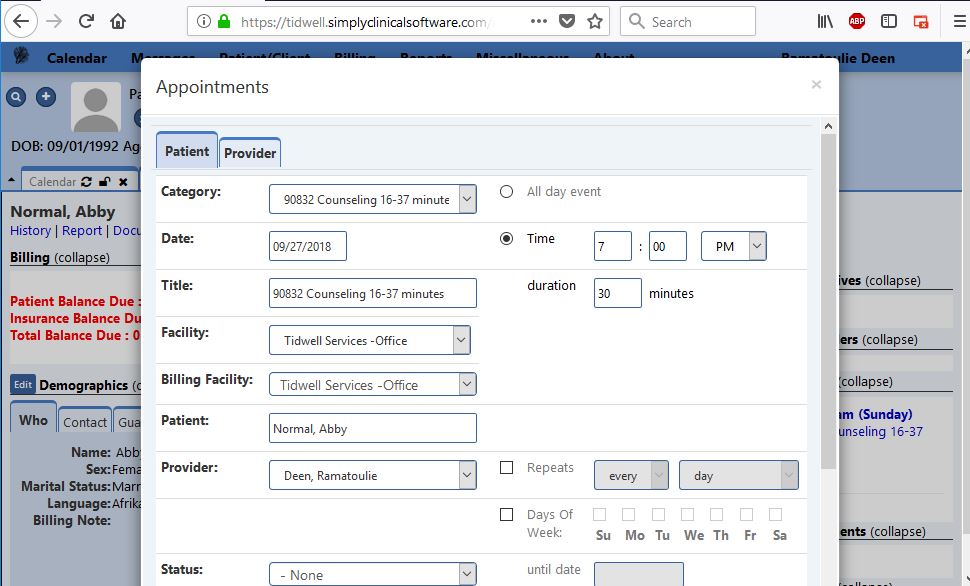 https://tidwell.simplyclinicalsoftware.com/
Search
ABP
Calendar Messages Patient/Client Billing Reports Miscellaneous About Ramatoulie Deen
Appointments ×
DOB: 09/01/1992
Calendar
Normal, Abby
History | Report |
Billing (collapse)
Patient Balance Due :
Insurance Balance Du
Total Balance Due : 0
Edit Demographics
Who Contact Gua
Name: Abb
Sex: Fema
Marital Status: Marr
Language: Afrika
Billing Note:
Patient Provider
Category: 90832 Counseling 16-37 minute All day event
Date: 09/27/2018 Time 7 : 00 PM
Title: 90832 Counseling 16-37 minutes duration 30 minutes
Facility: Tidwell Services -Office
Billing Facility: Tidwell Services -Office
Patient: Normal, Abby
Provider: Deen, Ramatoulie Repeats every day
Days Of
Week: Su Mo Tu We Th Fr Sa
Status: - None until date
ives (collapse)
ers (collapse)
(collapse)
am (Sunday)
unseling 16-37
ents (collapse)
(collapse)